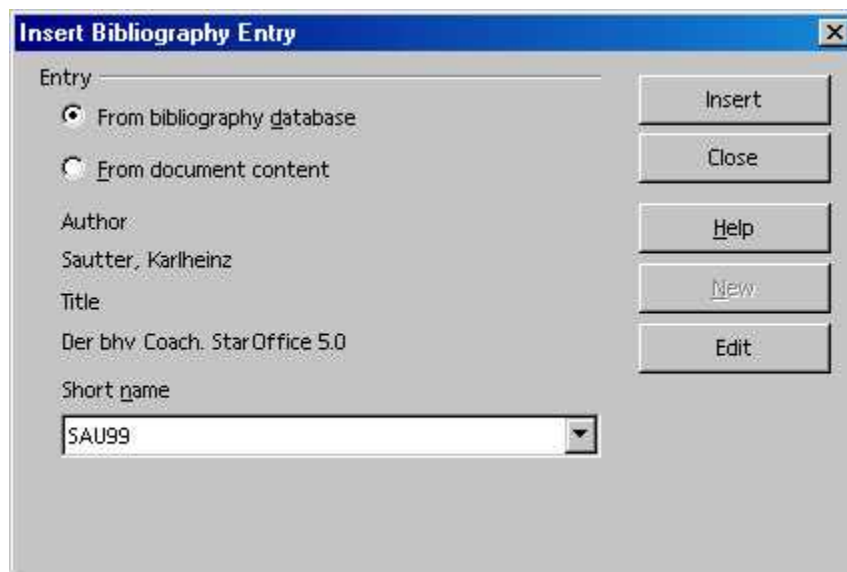 Insert Bibliography Entry
Entry
From bibliography database
From document content
Author
Sautter, Karlheinz
Title
Der bhv Coach. StarOffice 5.0
Short name
SAU99
Insert
Close
Help
New
Edit